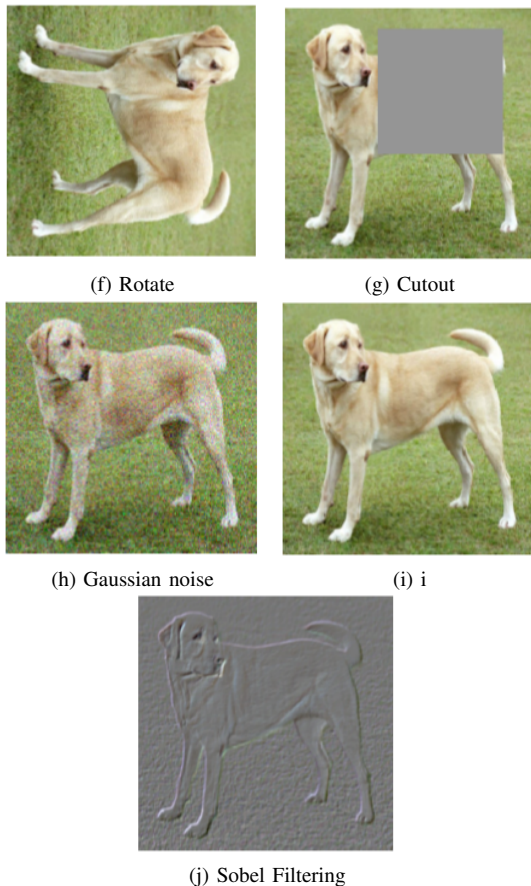 (f) Rotate
(g) Cutout
(h) Gaussian noise
(i) i
(j) Sobel Filtering